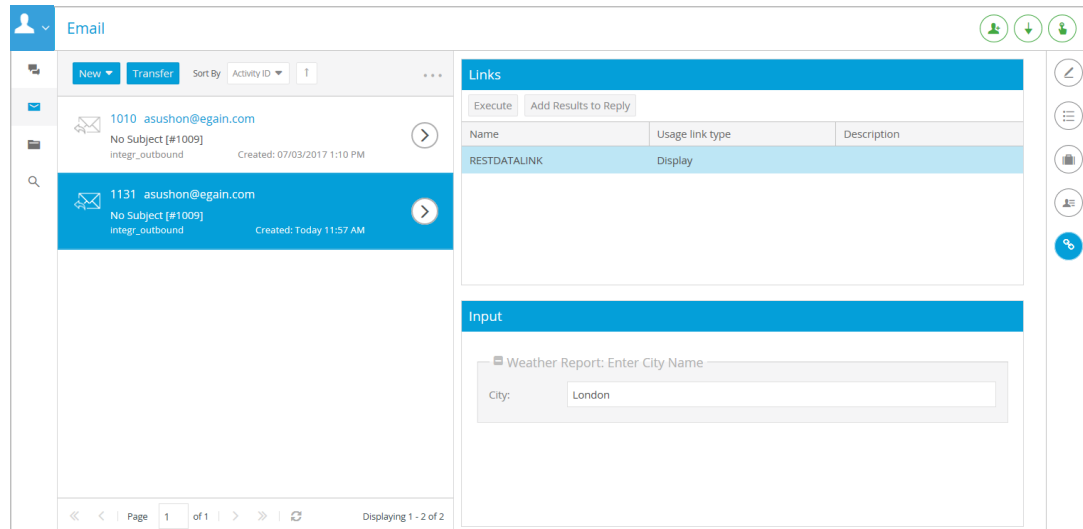 Email
New
Transfer
Sort By
Activity ID
1010 asushon@egain.com
No Subject [#1009]
integr_outbound Created: 07/03/2017 1:10 PM
1131 asushon@egain.com
No Subject [#1009]
integr_outbound Created: Today 11:57 AM
Page 1 of 1
Displaying 1 - 2 of 2
Links
Execute Add Results to Reply
Name Usage link type Description
RESTDATALINK Display
Input
Weather Report: Enter City Name
City: London